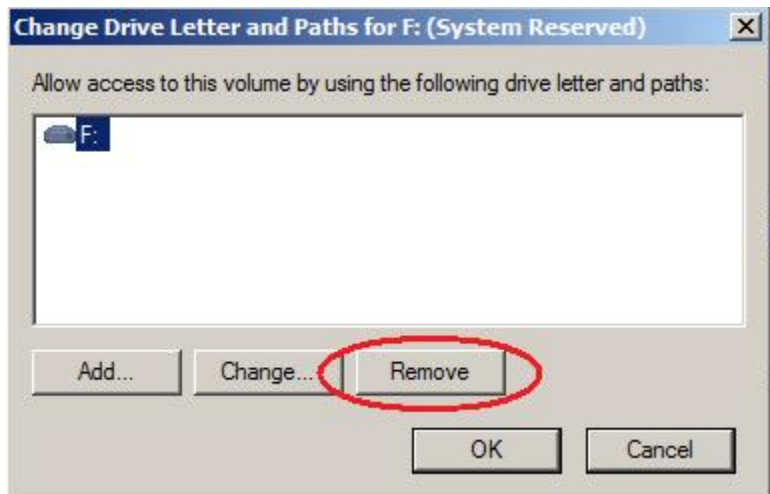 Change Drive Letter and Paths for F: (System Reserved)
Allow access to this volume by using the following drive letter and paths:
F:
Add... Change... Remove
OK Cancel